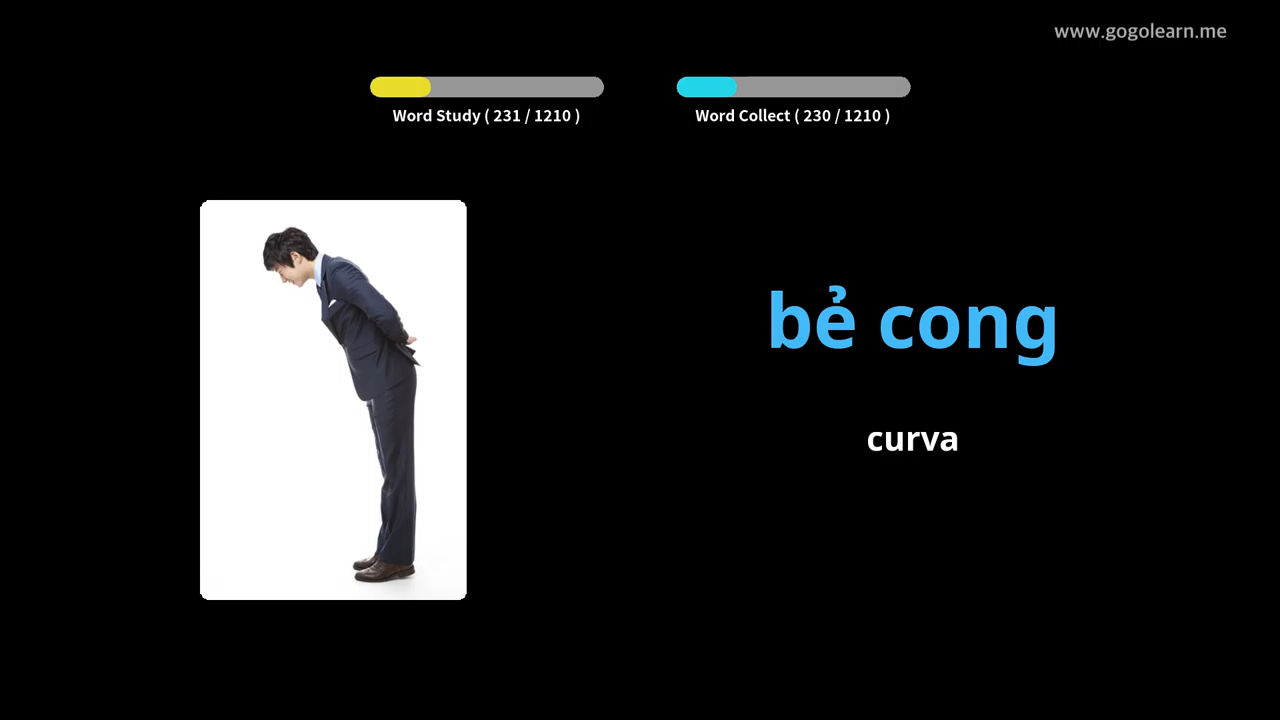 www.gogolearn.me
Word Study ( 231 / 1210 )
Word Collect ( 230 / 1210 )
bẻ cong
curva